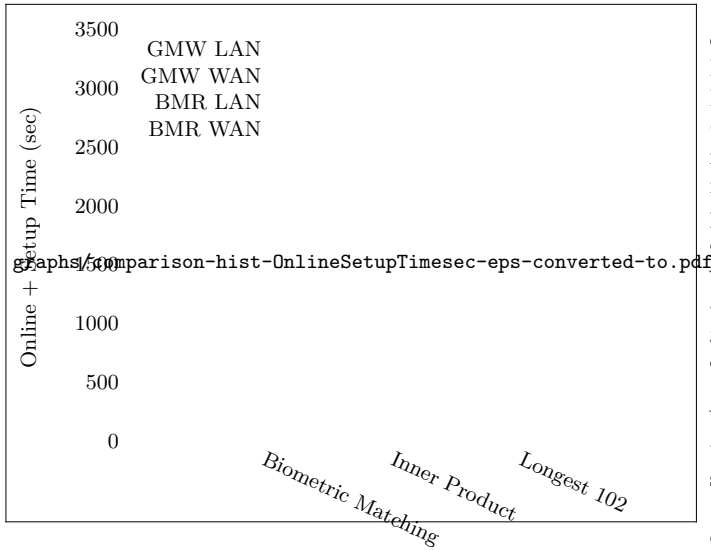 3500
GMW LAN
GMW WAN
3000
BMR LAN
BMR WAN
2500
2000
Online + Setup Time (sec)
graphs/comparison-hist-OnlineSetupTimesec-eps-converted-to.pdf
1500
1000
500
0
Biometric Matching
Inner Product
Longest 102